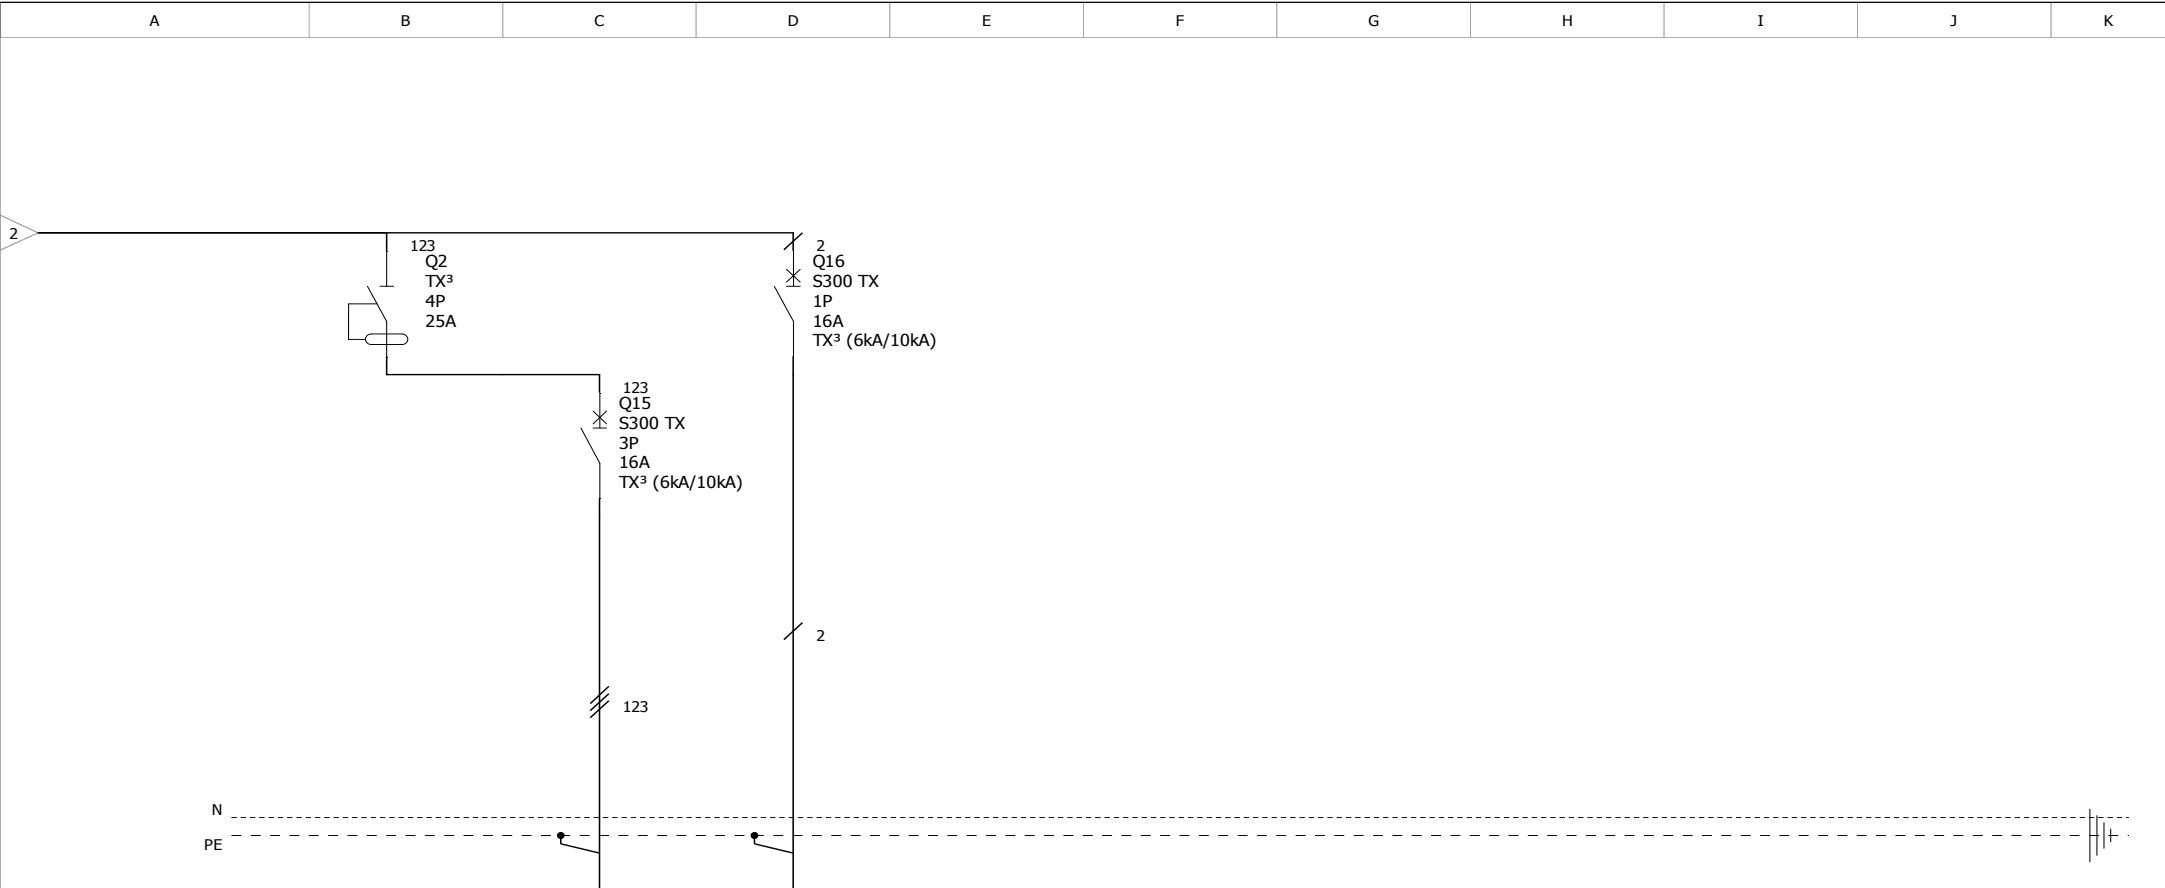 A B C D E F G H I J K
2
123
Q2
TX³
4P
25A
2
Q16
S300 TX
1P
16A
TX³ (6kA/10kA)
123
Q15
S300 TX
3P
16A
TX³ (6kA/10kA)
2
123
N
PE